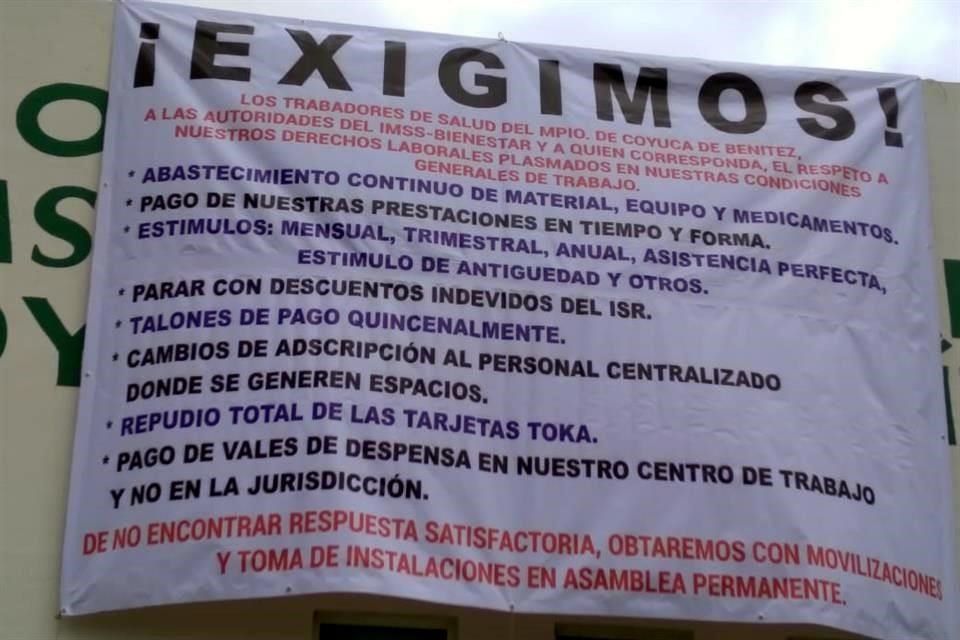 ¡EXIGIMOS!
LOS TRABADORES DE SALUD DEL MPIO. DE COYUCA DE BENITEZ,
A LAS AUTORIDADES DEL IMSS-BIENESTAR Y A QUIEN CORRESPONDA, EL RESPETO A
NUESTROS DERECHOS LABORALES PLASMADOS EN NUESTRAS CONDICIONES
GENERALES DE TRABAJO.
* ABASTECIMIENTO CONTINUO DE MATERIAL, EQUIPO Y MEDICAMENTOS.
* PAGO DE NUESTRAS PRESTACIONES EN TIEMPO Y FORMA.
* ESTIMULOS: MENSUAL, TRIMESTRAL, ANUAL, ASISTENCIA PERFECTA,
ESTIMULO DE ANTIGUEDAD Y OTROS.
* PARAR CON DESCUENTOS INDEVIDOS DEL ISR.
* TALONES DE PAGO QUINCENALMENTE.
* CAMBIOS DE ADSCRIPCIÓN AL PERSONAL CENTRALIZADO
DONDE SE GENEREN ESPACIOS.
* REPUDIO TOTAL DE LAS TARJETAS TOKA.
* PAGO DE VALES DE DESPENSA EN NUESTRO CENTRO DE TRABAJO
Y NO EN LA JURISDICCIÓN.
DE NO ENCONTRAR RESPUESTA SATISFACTORIA, OBTAREMOS CON MOVILIZACIONES
Y TOMA DE INSTALACIONES EN ASAMBLEA PERMANENTE.